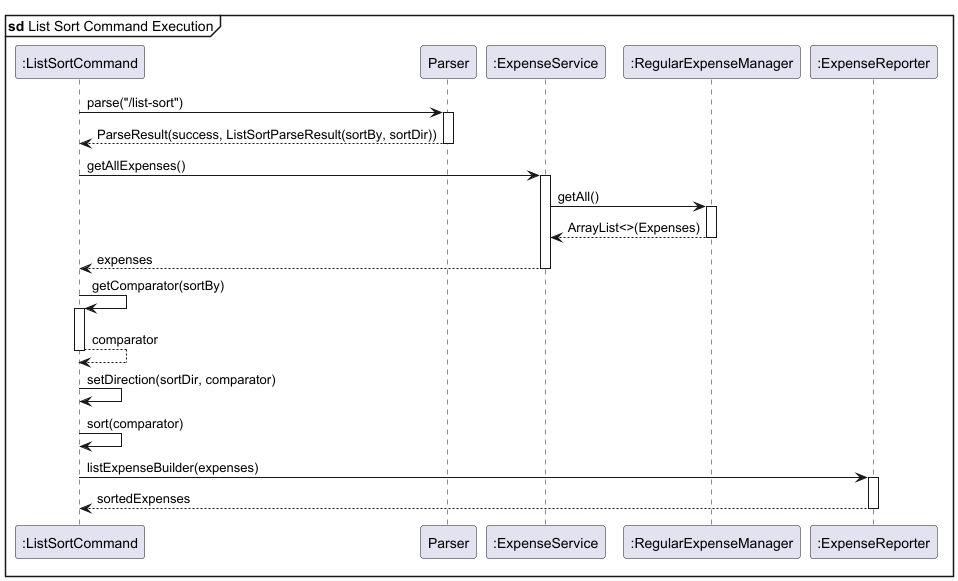 sd List Sort Command Execution
:ListSortCommand Parser :ExpenseService :RegularExpenseManager :ExpenseReporter
parse("/list-sort")
ParseResult(success, ListSortParseResult(sortBy, sortDir))
getAllExpenses()
getAll()
ArrayList<>(Expenses)
expenses
getComparator(sortBy)
comparator
setDirection(sortDir, comparator)
sort(comparator)
listExpenseBuilder(expenses)
sortedExpenses
:ListSortCommand Parser :ExpenseService :RegularExpenseManager :ExpenseReporter